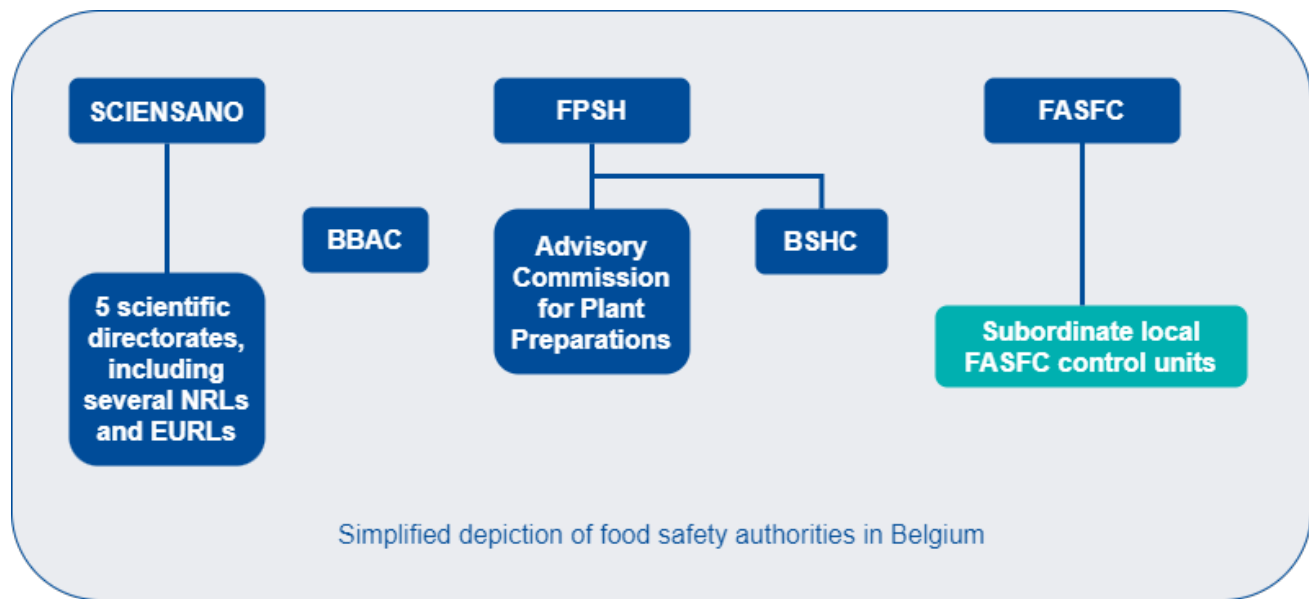 SCIENSANO
FPSH
FASFC
BBAC
Advisory
Commission
for Plant
Preparations
BSHC
5 scientific
directorates,
including
several NRLs
and EURLs
Subordinate local
FASFC control units
Simplified depiction of food safety authorities in Belgium